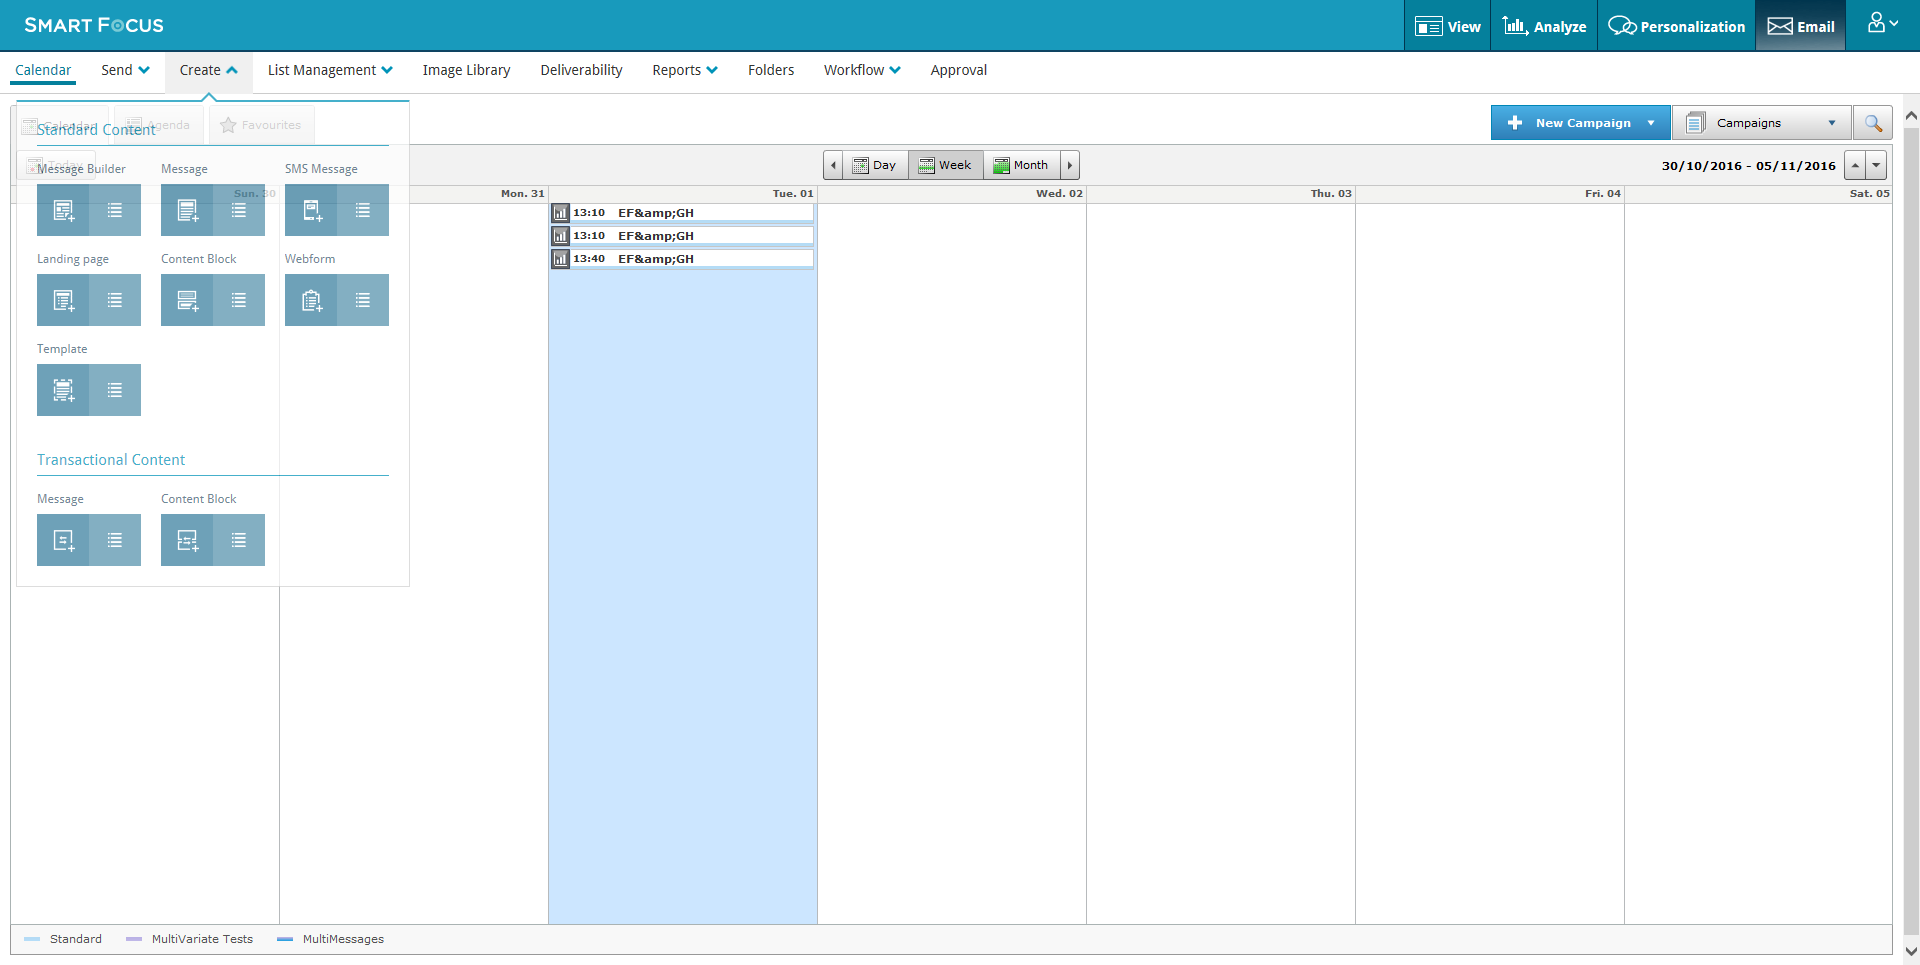 SMART FOCUS
View
Analyze
Personalization
Email
Calendar
Send
Create
List Management
Image Library
Deliverability
Reports
Folders
Workflow
Approval
Calendar
Agenda
Favourites
Standard Content
New Campaign
Campaigns
Today
Day
Week
Month
30/10/2016 - 05/11/2016
Message Builder
Message
SMS Message
Sun. 30
Mon. 31
Tue. 01
Wed. 02
Thu. 03
Fri. 04
Sat. 05
13:10 EF&amp;GH
13:10 EF&amp;GH
13:40 EF&amp;GH
Landing page
Content Block
Webform
Template
Transactional Content
Message
Content Block
Standard
MultiVariate Tests
MultiMessages